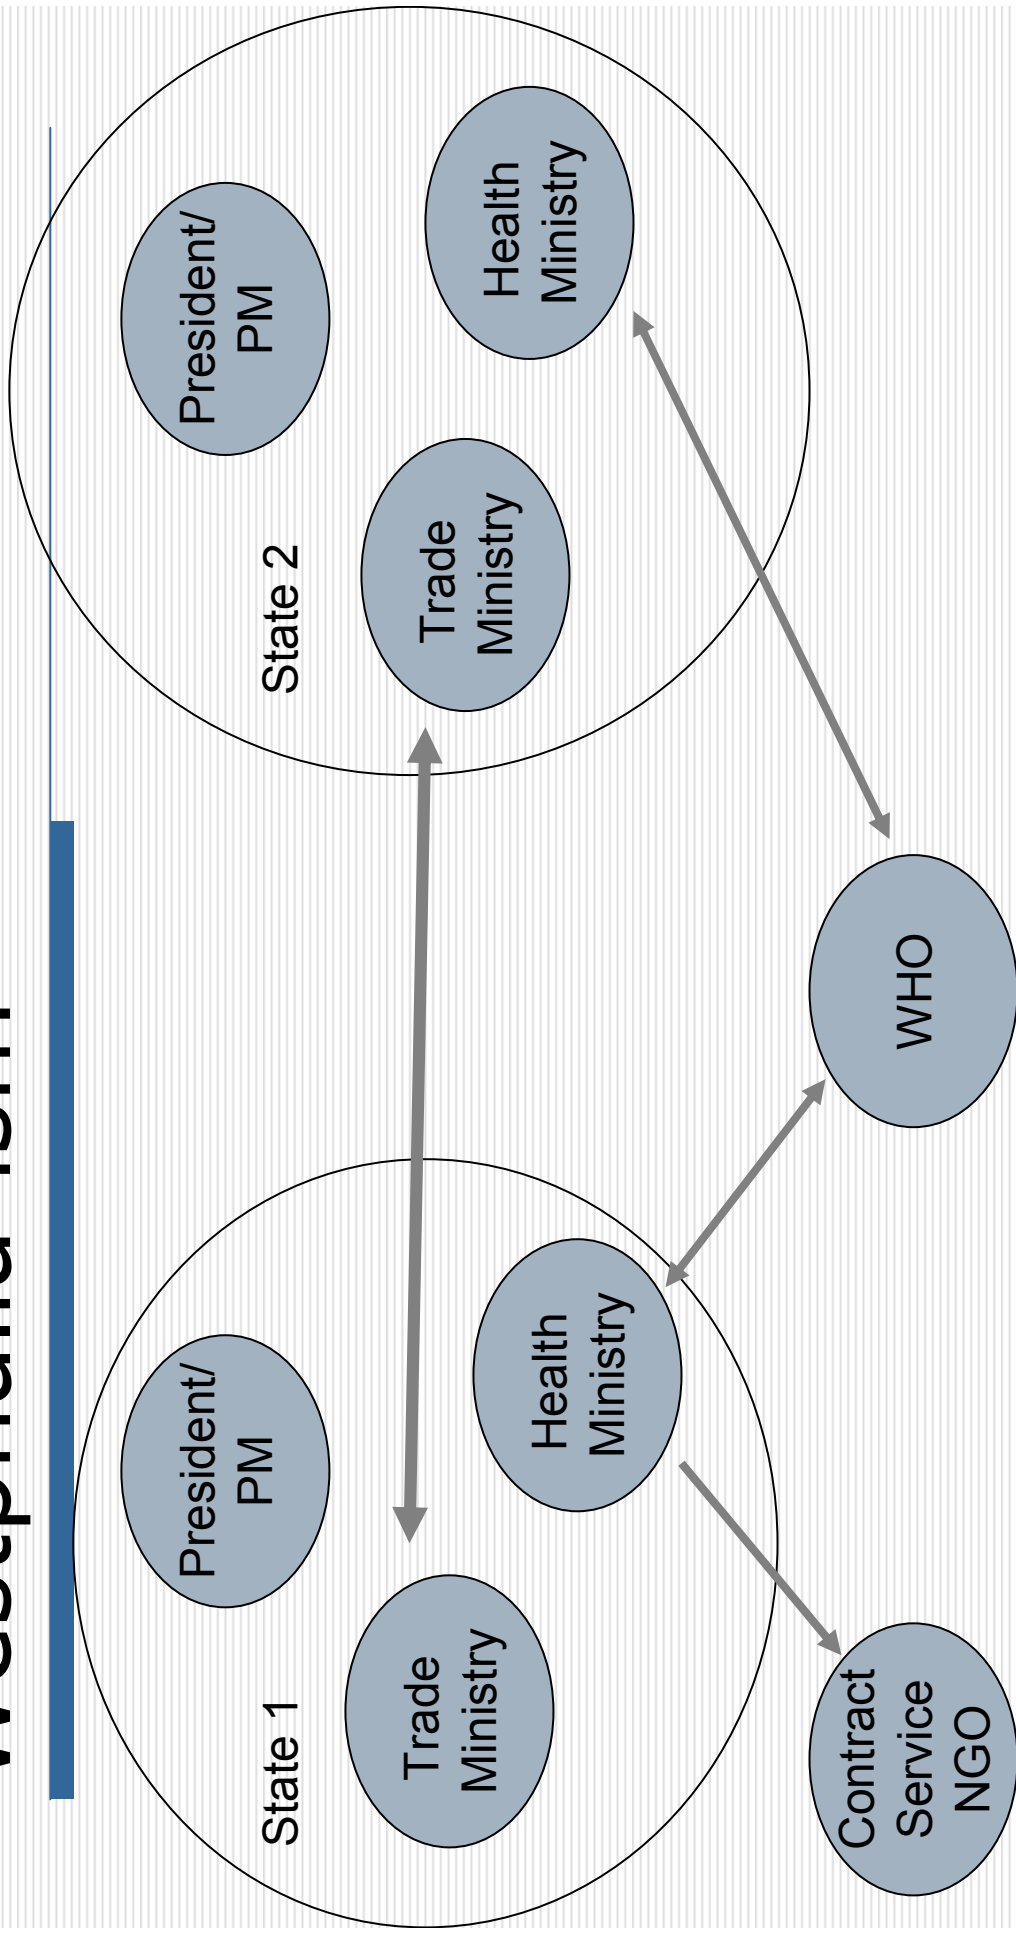 State 1
President/
PM
Trade
Ministry
Health
Ministry
State 2
President/
PM
Trade
Ministry
Health
Ministry
Contract
Service
NGO
WHO